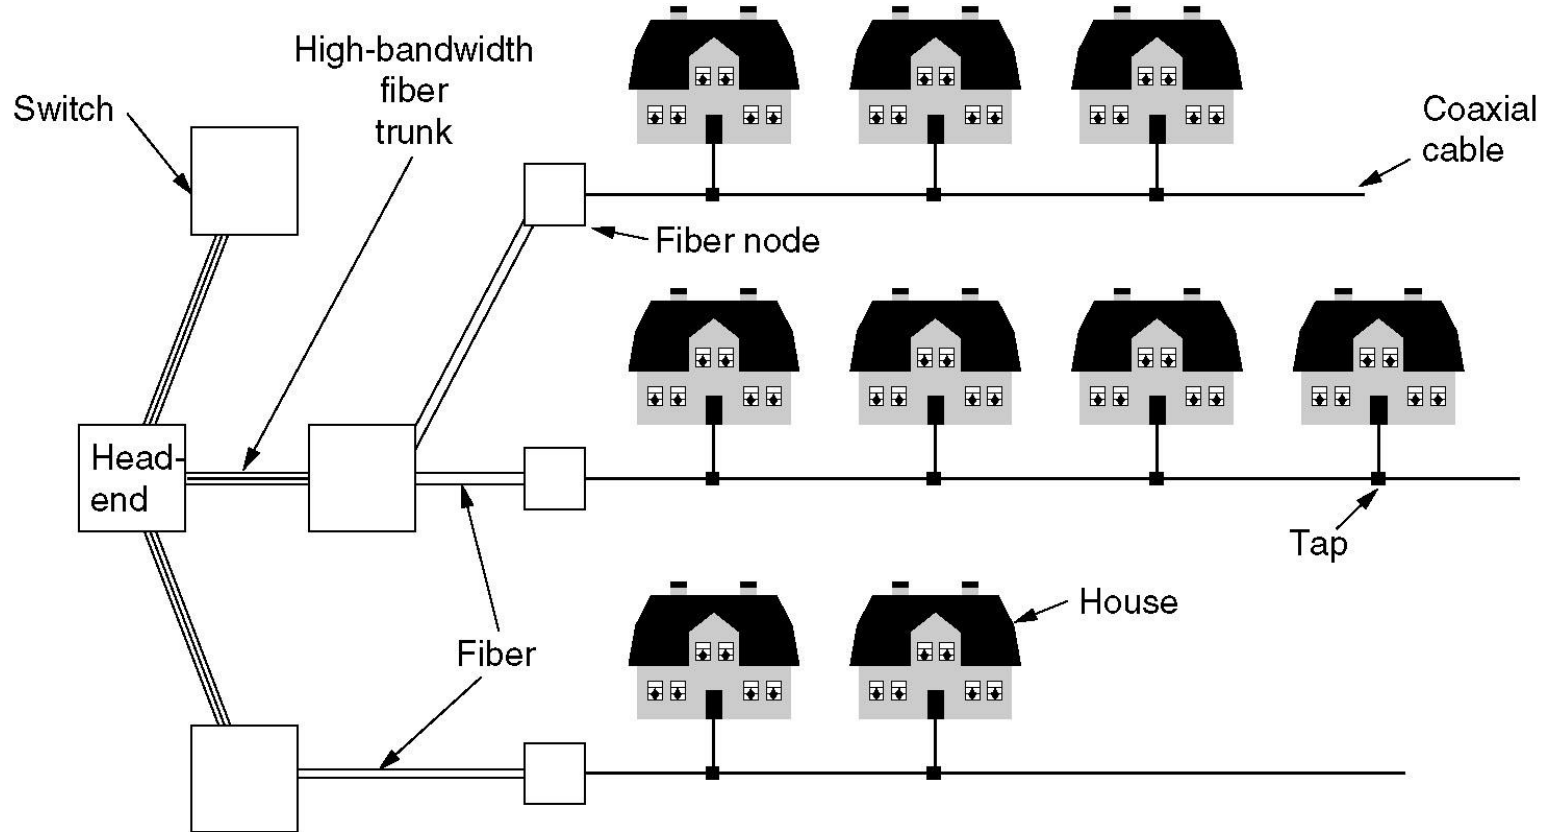 High-bandwidth
fiber
trunk
Switch
Coaxial
cable
Fiber node
Head-
end
Tap
House
Fiber